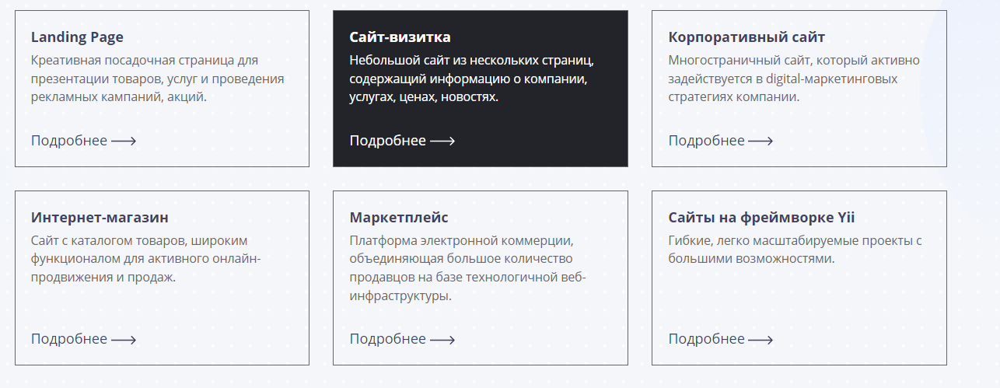 Landing Page
Креативная посадочная страница для
презентации товаров, услуг и проведения
рекламных кампаний, акций.
Подробнее
Сайт-визитка
Небольшой сайт из нескольких страниц,
содержащий информацию о компании,
услугах, ценах, новостях.
Подробнее
Корпоративный сайт
Многостраничный сайт, который активно
задействуется в digital-маркетинговых
стратегиях компании.
Подробнее
Интернет-магазин
Сайт с каталогом товаров, широким
функционалом для активного онлайн-
продвижения и продаж.
Подробнее
Маркетплейс
Платформа электронной коммерции,
объединяющая большое количество
продавцов на базе технологичной веб-
инфраструктуры.
Подробнее
Сайты на фреймворке Yii
Гибкие, легко масштабируемые проекты с
большими возможностями.
Подробнее